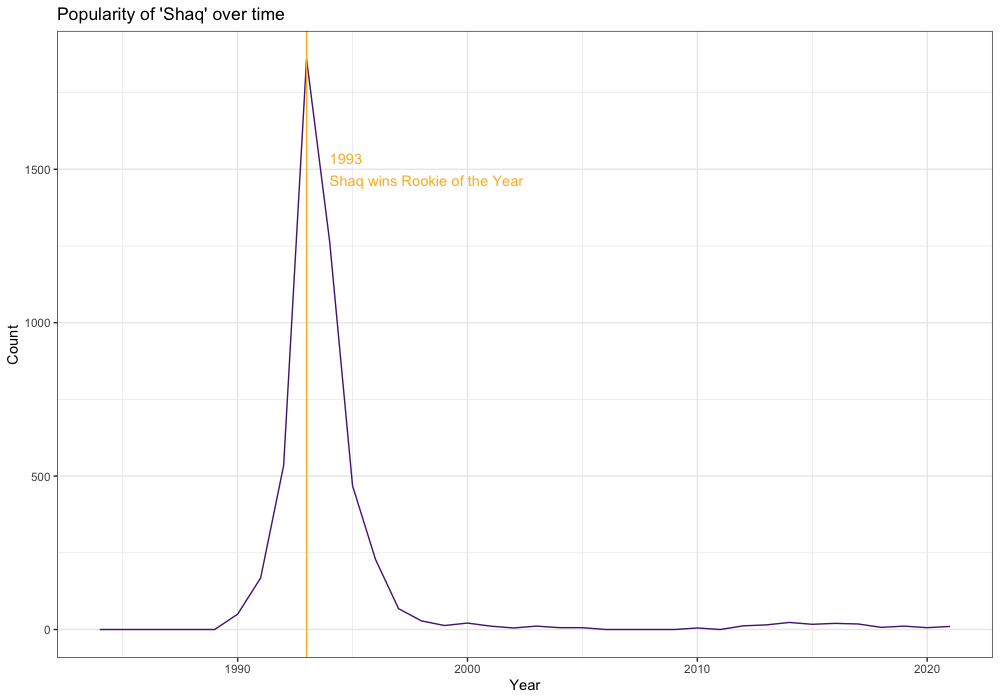 Popularity of 'Shaq' over time
1993
Shaq wins Rookie of the Year
1500
1000
500
0
Count
1990
2000
2010
2020
Year